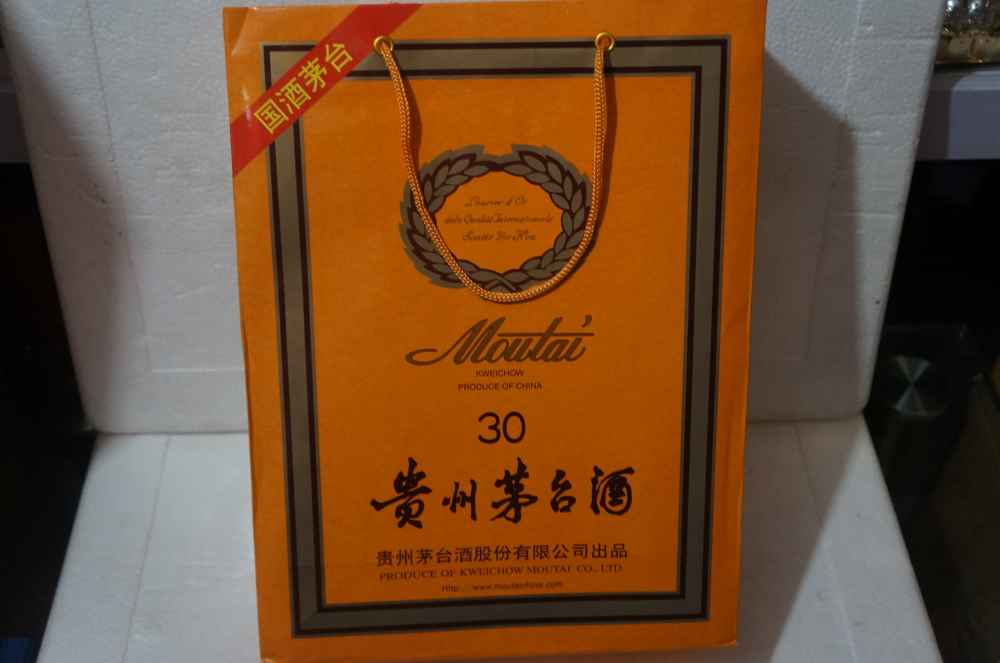 国酒茅台
Moutai
KWEICHOW
PRODUCE OF CHINA
30
贵州茅台酒
贵州茅台酒股份有限公司出品
PRODUCE OF KWEICHOW MOUTAI CO., LTD.